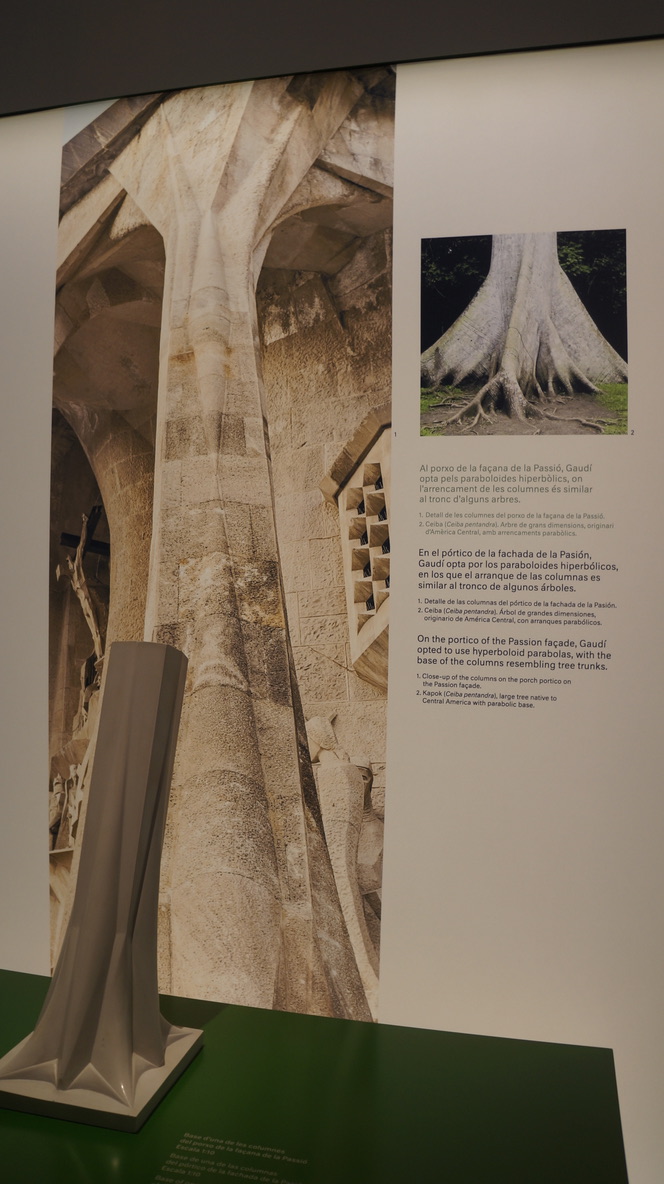 1
2
Al porxo de la façana de la Passió, Gaudí
opta pels paraboloides hiperbòlics, on
l'arrencament de les columnes és similar
al tronc d'alguns arbres.
1. Detall de les columnes del porxo de la façana de la Passió.
2. Ceiba (Ceiba pentandra). Arbre de grans dimensions, originari
d'Amèrica Central, amb arrencaments parabòlics.
En el pórtico de la fachada de la Pasión,
Gaudí opta por los paraboloides hiperbólicos,
en los que el arranque de las columnas es
similar al tronco de algunos árboles.
1. Detalle de las columnas del pórtico de la fachada de la Pasión.
2. Ceiba (Ceiba pentandra). Árbol de grandes dimensiones,
originario de América Central, con arranques parabólicos.
On the portico of the Passion façade, Gaudí
opted to use hyperboloid parabolas, with the
base of the columns resembling tree trunks.
1. Close-up of the columns on the porch portico on
the Passion façade.
2. Kapok (Ceiba pentandra), large tree native to
Central America with parabolic base.
Base d'una de les columnes
del porxo de la façana de la Passió
Escala 1:10
Base de una de las columnas
del pórtico de la fachada de la Pasión
Escala 1:10